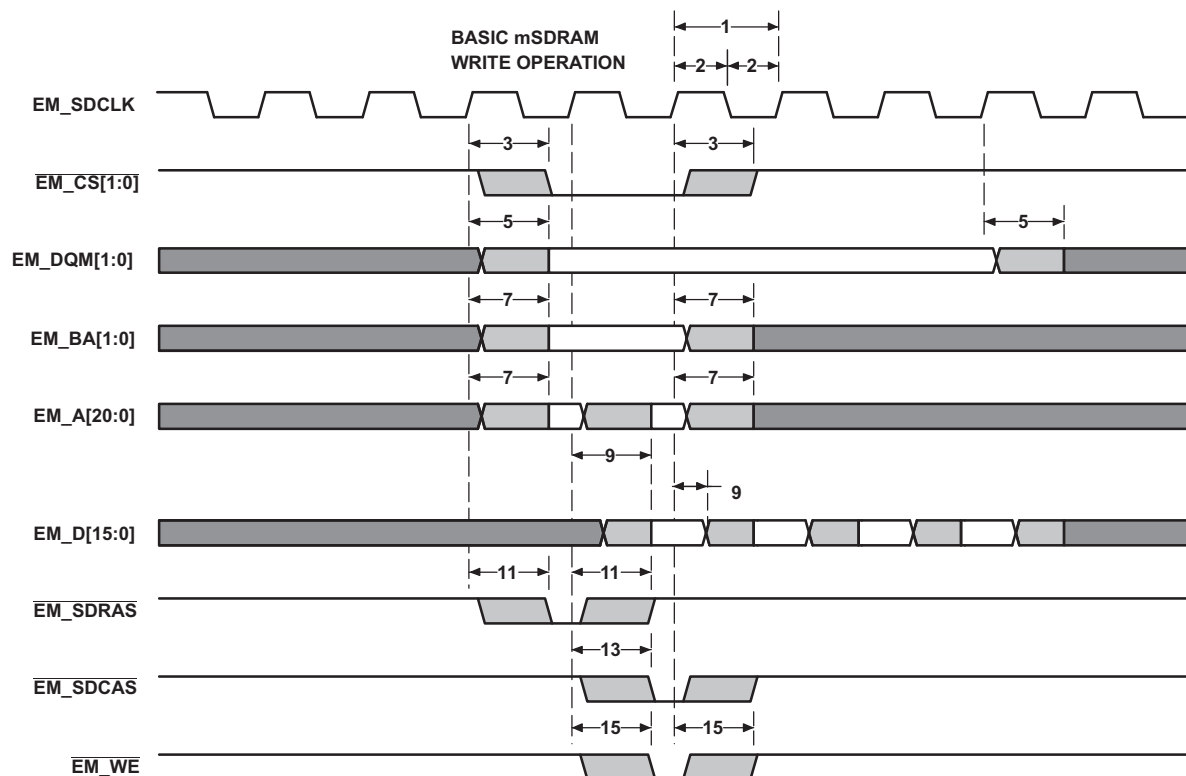 BASIC mSDRAM
WRITE OPERATION
1
2 2
EM_SDCLK
3 3
EM_CS[1:0]
5 5
EM_DQM[1:0]
7 7
EM_BA[1:0]
7 7
EM_A[20:0]
9
9
EM_D[15:0]
11 11
EM_SDRAS
13
EM_SDCAS
15 15
EM_WE